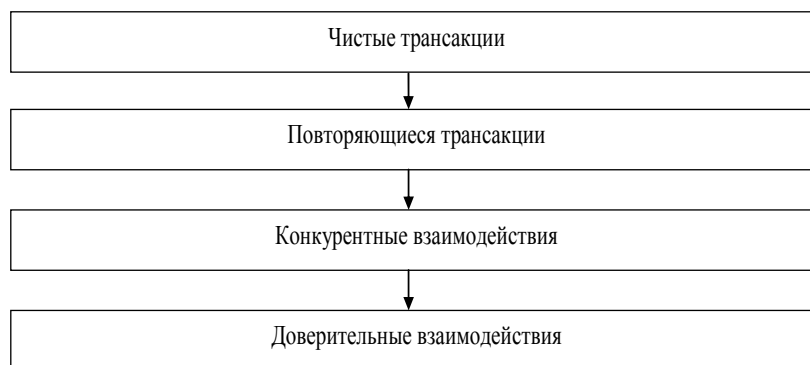 Чистые трансакции
Повторяющиеся трансакции
Конкурентные взаимодействия
Доверительные взаимодействия